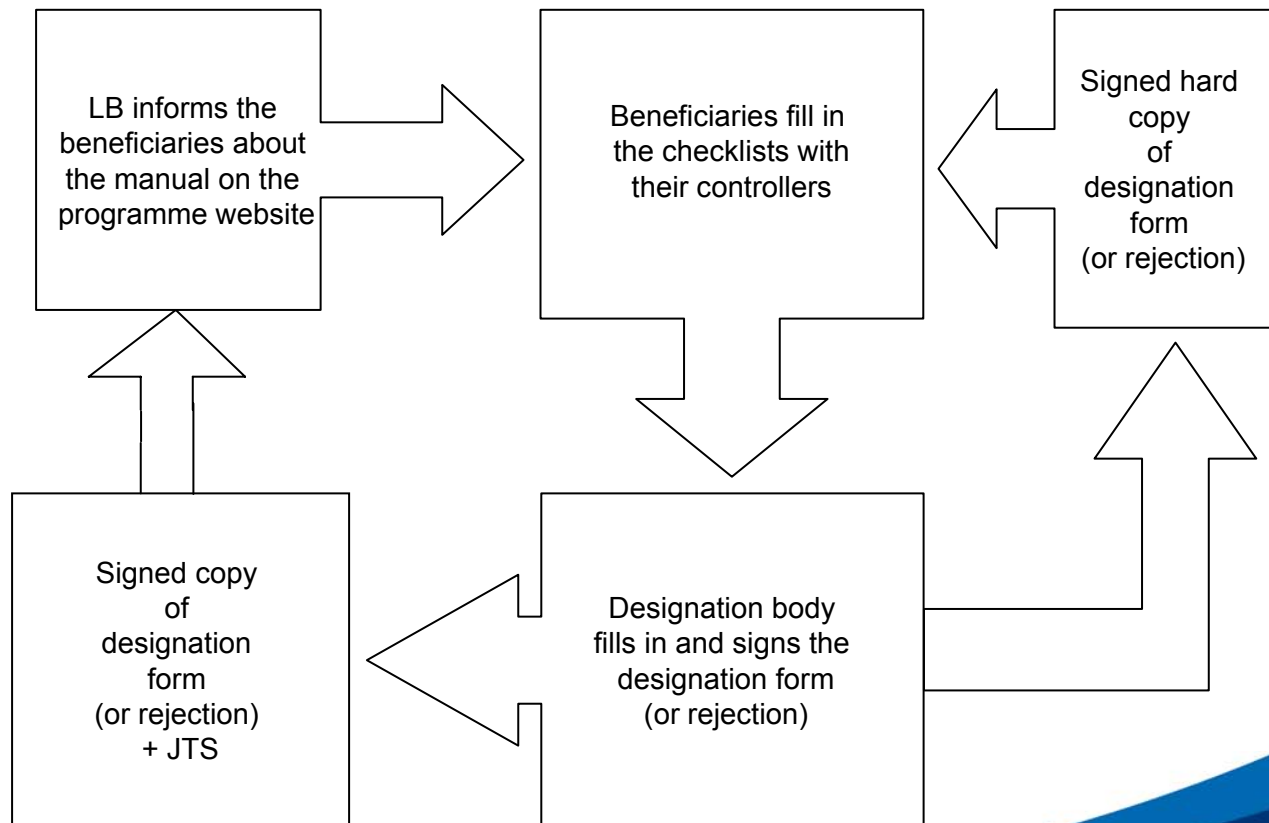 LB informs the
beneficiaries about
the manual on the
programme website
Beneficiaries fill in
the checklists with
their controllers
Signed hard
copy
of
designation
form
(or rejection)
Signed copy
of
designation
form
(or rejection)
+ JTS
Designation body
fills in and signs the
designation form
(or rejection)